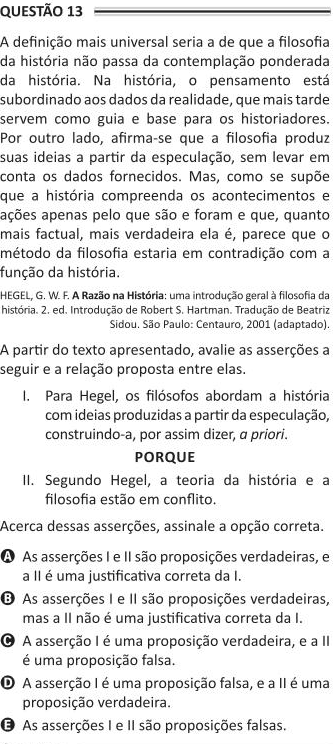 QUESTÃO 13
A definição mais universal seria a de que a filosofia
da história não passa da contemplação ponderada
da história. Na história, o pensamento está
subordinado aos dados da realidade, que mais tarde
servem como guia e base para os historiadores.
Por outro lado, afirma-se que a filosofia produz
suas ideias a partir da especulação, sem levar em
conta os dados fornecidos. Mas, como se supõe
que a história compreenda os acontecimentos e
ações apenas pelo que são e foram e que, quanto
mais factual, mais verdadeira ela é, parece que o
método da filosofia estaria em contradição com a
função da história.
HEGEL, G. W. F. A Razão na História: uma introdução geral à filosofia da
história. 2. ed. Introdução de Robert S. Hartman. Tradução de Beatriz
Sidou. São Paulo: Centauro, 2001 (adaptado).
A partir do texto apresentado, avalie as asserções a
seguir e a relação proposta entre elas.
I. Para Hegel, os filósofos abordam a história
com ideias produzidas a partir da especulação,
construindo-a, por assim dizer, a priori.
PORQUE
II. Segundo Hegel, a teoria da história e a
filosofia estão em conflito.
Acerca dessas asserções, assinale a opção correta.
A As asserções I e II são proposições verdadeiras, e
a II é uma justificativa correta da I.
B As asserções I e II são proposições verdadeiras,
mas a II não é uma justificativa correta da I.
C A asserção I é uma proposição verdadeira, e a II
é uma proposição falsa.
D A asserção I é uma proposição falsa, e a II é uma
proposição verdadeira.
E As asserções I e II são proposições falsas.